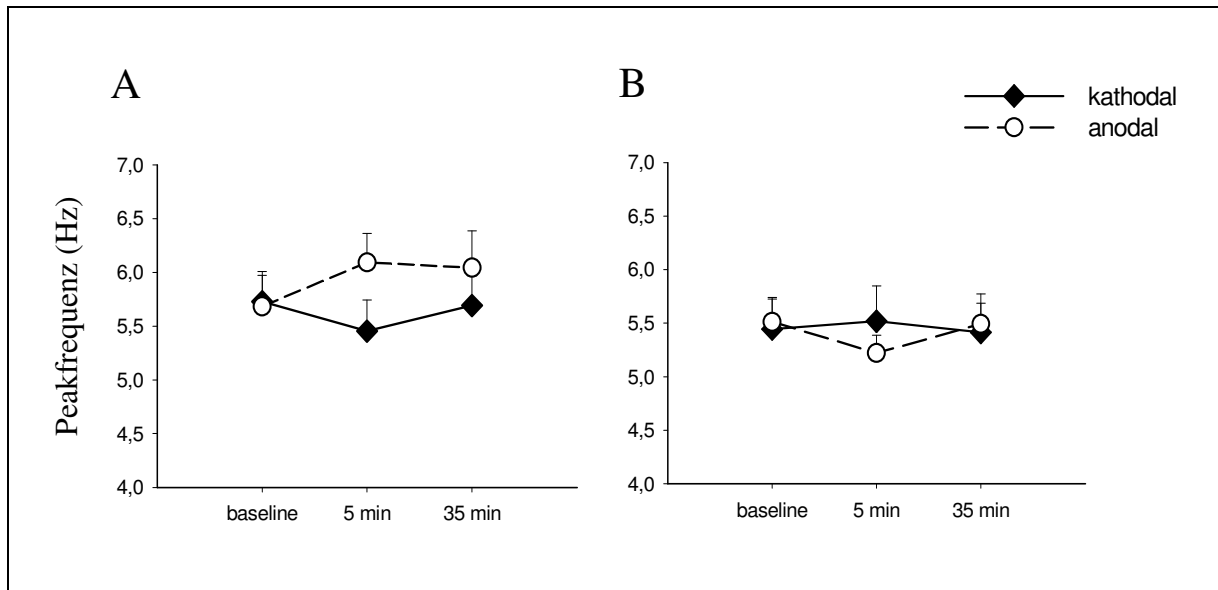 A
B
kathodal
anodal
Peakfrequenz (Hz)
7,0
6,5
6,0
5,5
5,0
4,5
4,0
baseline 5 min 35 min
7,0
6,5
6,0
5,5
5,0
4,5
4,0
baseline 5 min 35 min